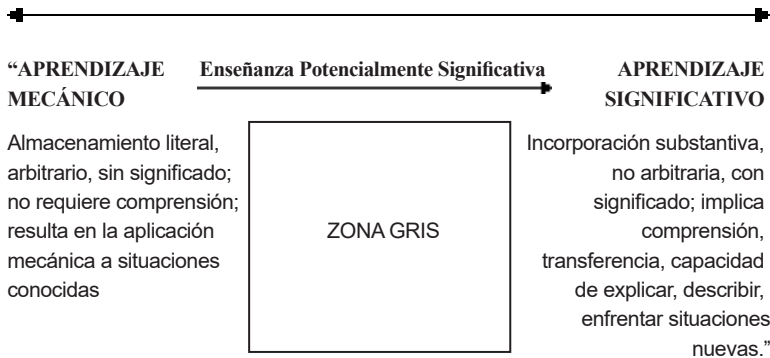 “APRENDIZAJE
MECÁNICO
Enseñanza Potencialmente Significativa
APRENDIZAJE
SIGNIFICATIVO
Almacenamiento literal,
arbitrario, sin significado;
no requiere comprensión;
resulta en la aplicación
mecánica a situaciones
conocidas
ZONA GRIS
Incorporación substantiva,
no arbitraria, con
significado; implica
comprensión,
transferencia, capacidad
de explicar, describir,
enfrentar situaciones
nuevas.”